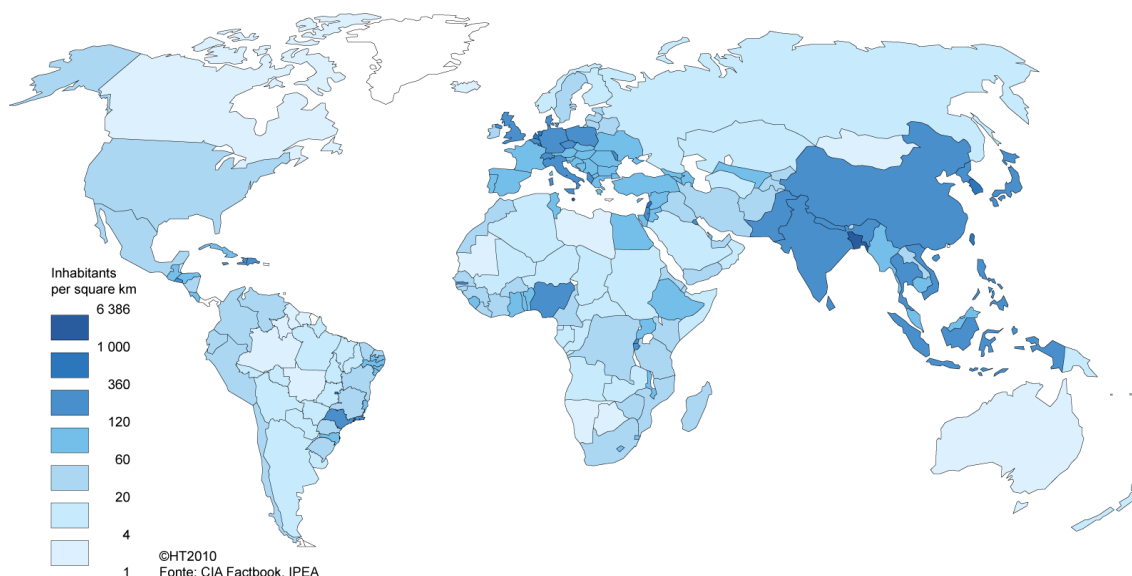 Inhabitants
per square km
6 386
1 000
360
120
60
20
4
1
©HT2010
Fonte: CIA Factbook, IPEA